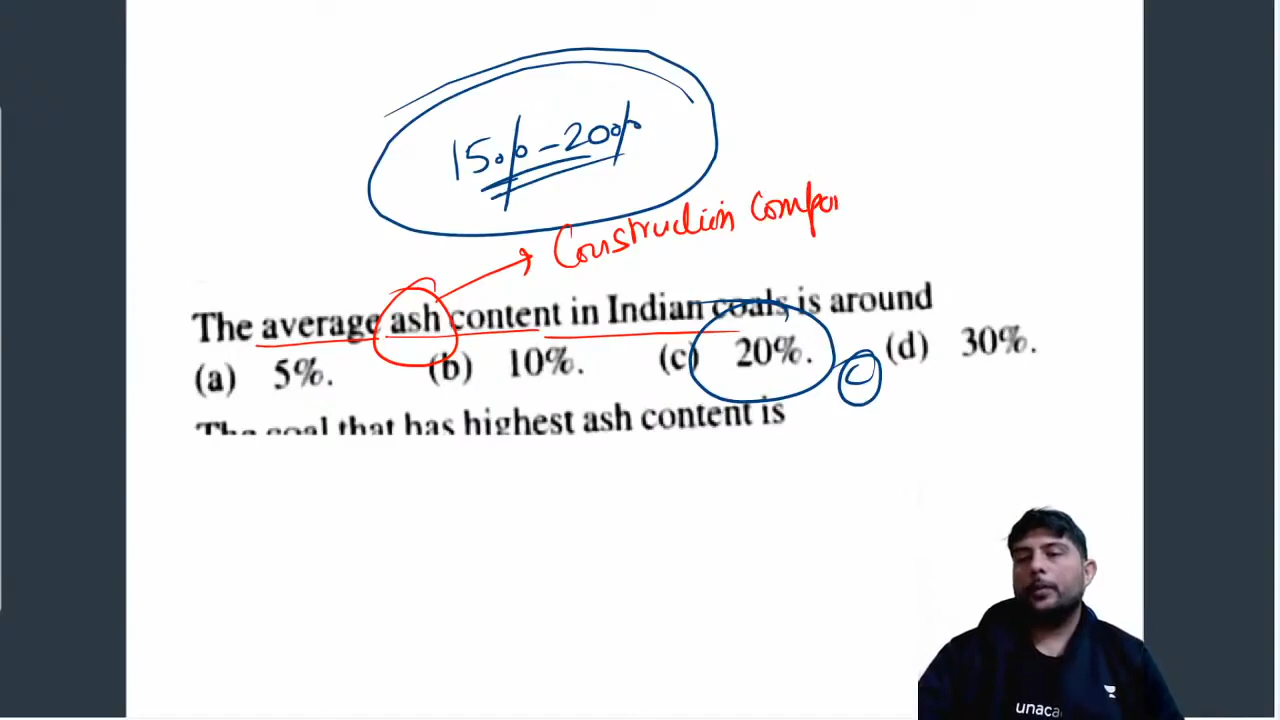 15% - 20%
Construction compa
The average ash content in Indian coals is around
(a) 5%. (b) 10%. (c) 20%. (d) 30%.
C
The coal that has highest ash content is
unaca